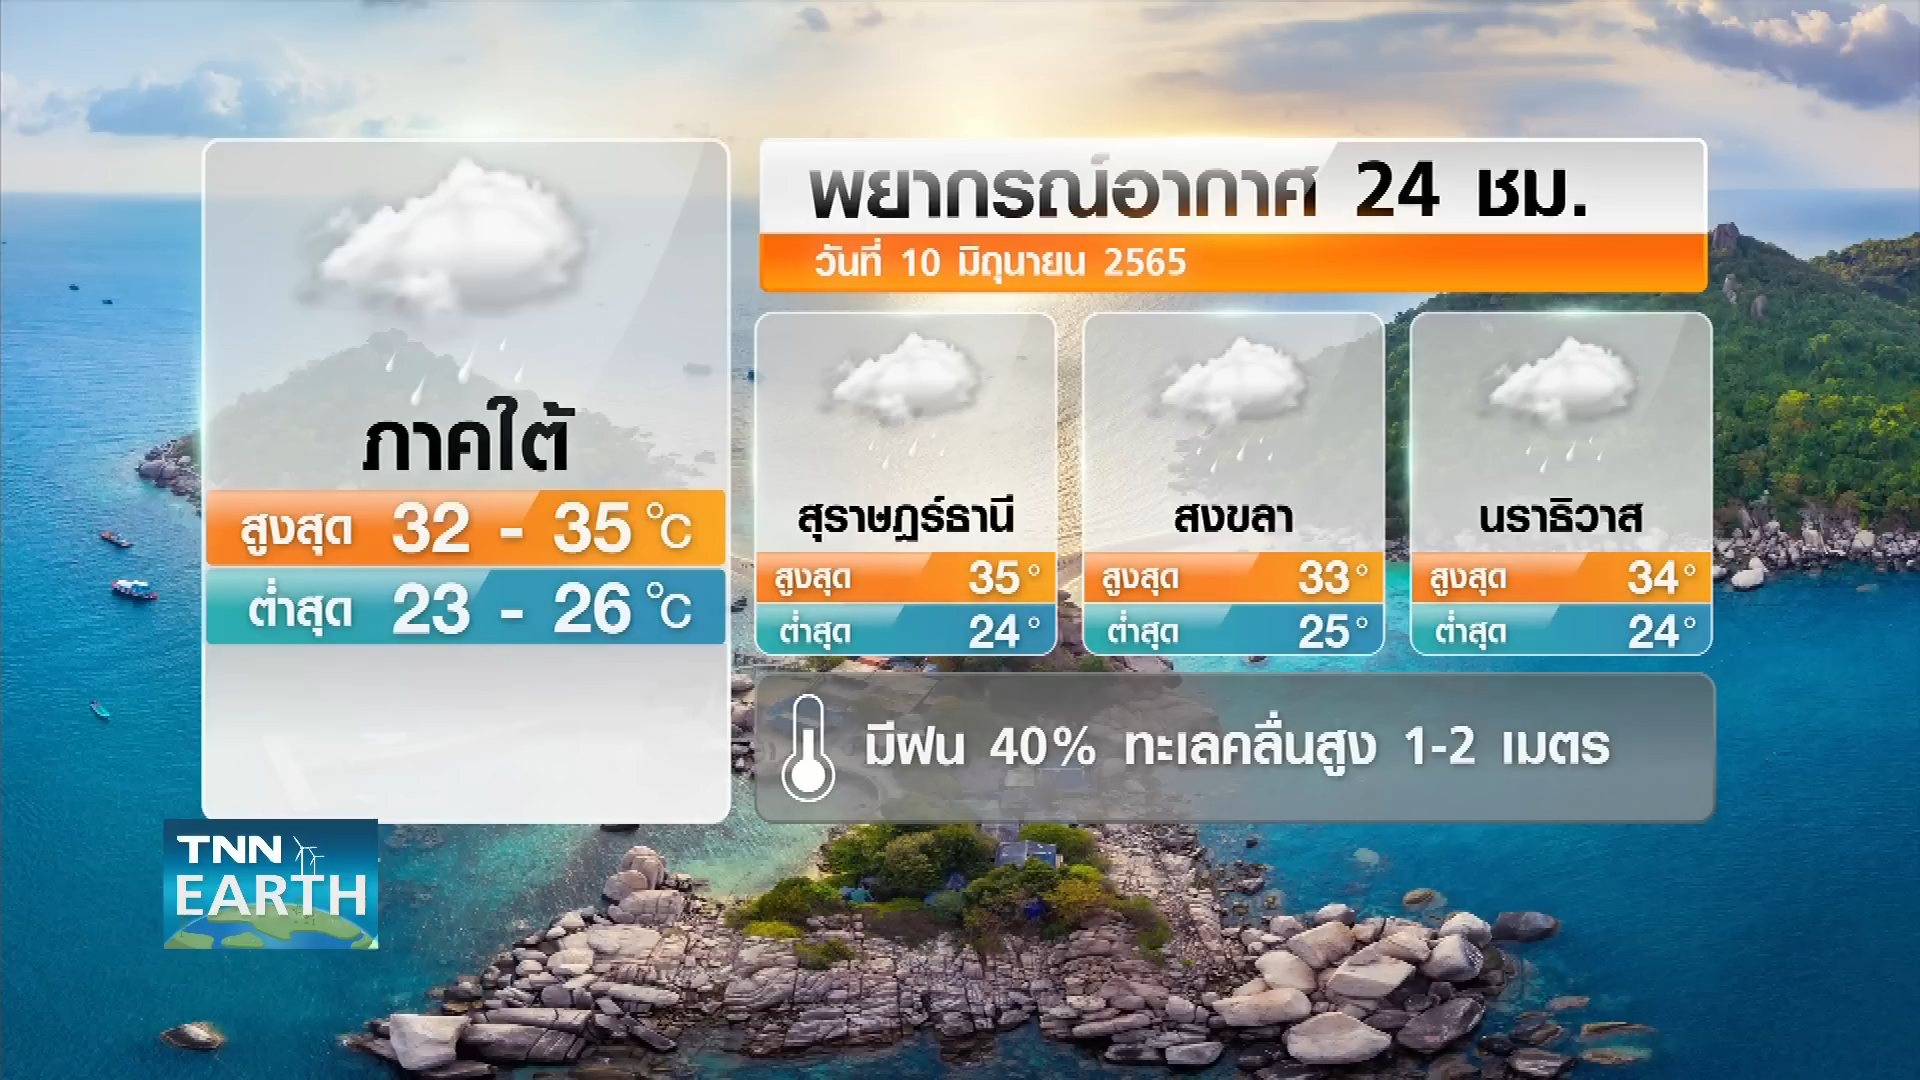 ภาคใต้
สูงสุด 32 - 35 °C
ต่ำสุด 23 - 26 °C
พยากรณ์อากาศ 24 ชม.
วันที่ 10 มิถุนายน 2565
สุราษฎร์ธานี
สูงสุด 35°
ต่ำสุด 24°
สงขลา
สูงสุด 33°
ต่ำสุด 25°
นราธิวาส
สูงสุด 34°
ต่ำสุด 24°
มีฝน 40% ทะเลคลื่นสูง 1-2 เมตร
TNN
EARTH